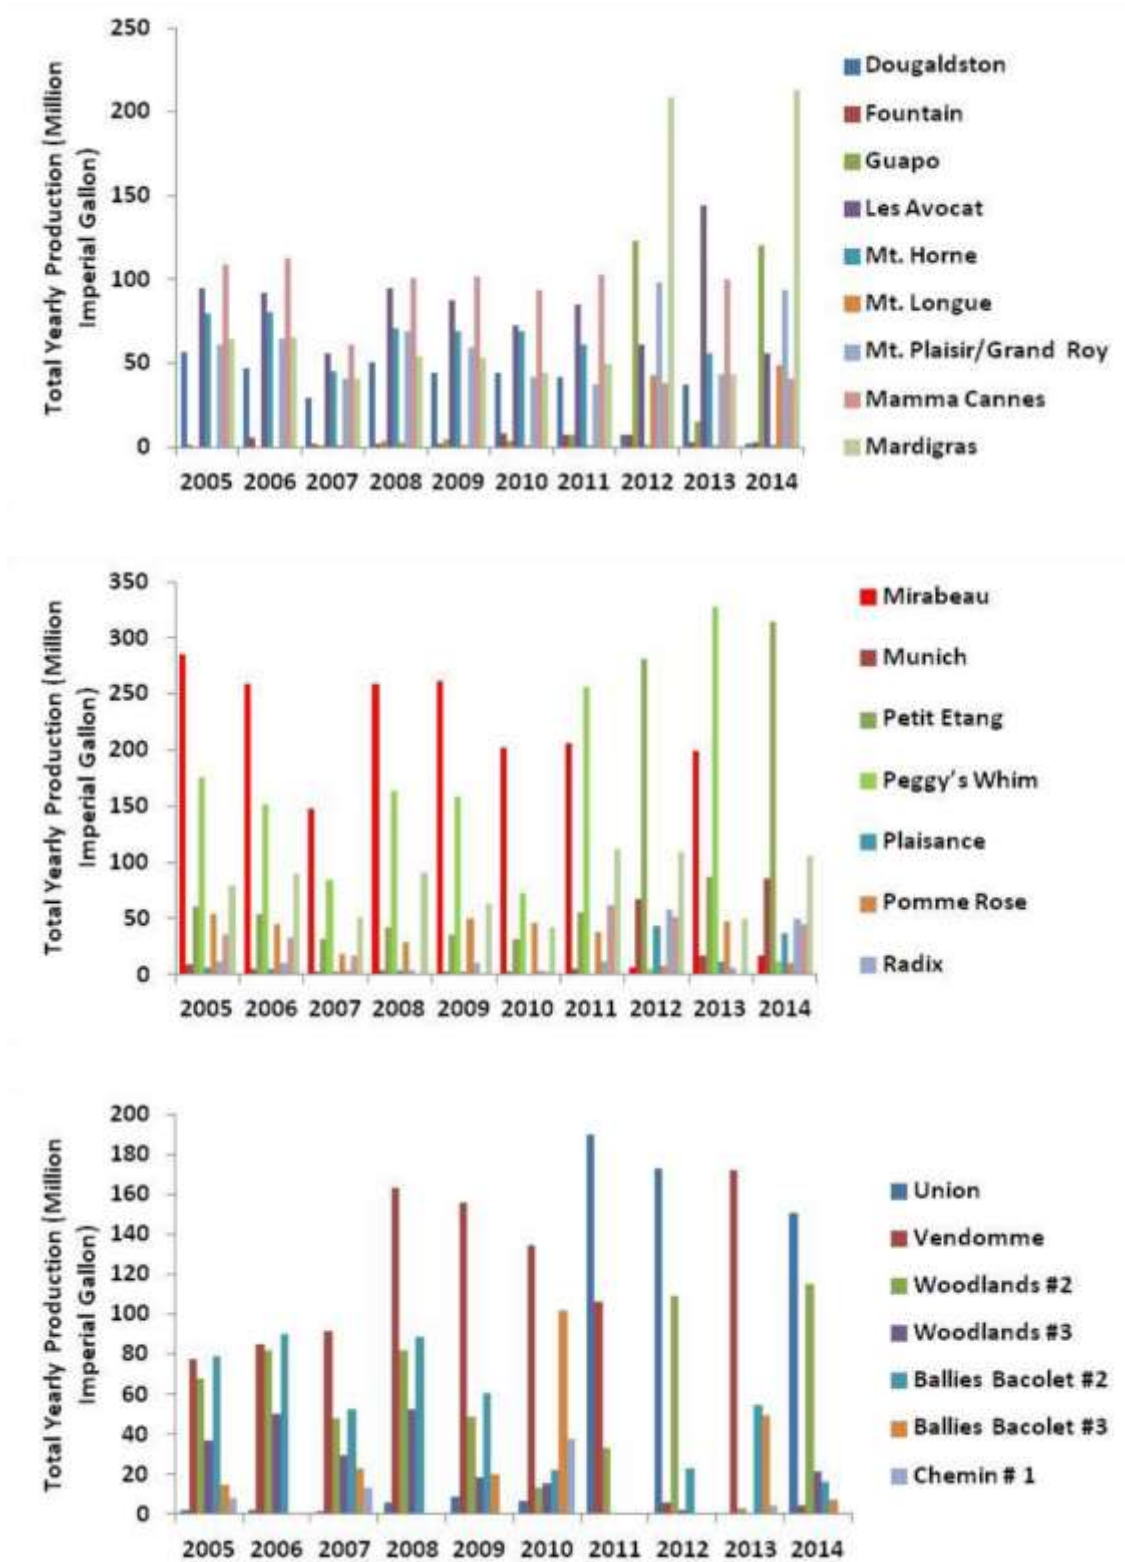 Total Yearly Production (Million
Imperial Gallon)
250
200
150
100
50
0
2005 2006 2007 2008 2009 2010 2011 2012 2013 2014
Dougaldston
Fountain
Guapo
Les Avocat
Mt. Horne
Mt. Longue
Mt. Plaisir/Grand Roy
Mamma Cannes
Mardigras
Total Yearly Production (Million
Imperial Gallon)
350
300
250
200
150
100
50
0
2005 2006 2007 2008 2009 2010 2011 2012 2013 2014
Mirabeau
Munich
Petit Etang
Peggy's Whim
Plaisance
Pomme Rose
Radix
Total Yearly Production (Million
Imperial Gallon)
200
180
160
140
120
100
80
60
40
20
0
2005 2006 2007 2008 2009 2010 2011 2012 2013 2014
Union
Vendomme
Woodlands #2
Woodlands #3
Ballies Bacolet #2
Ballies Bacolet #3
Chemin # 1